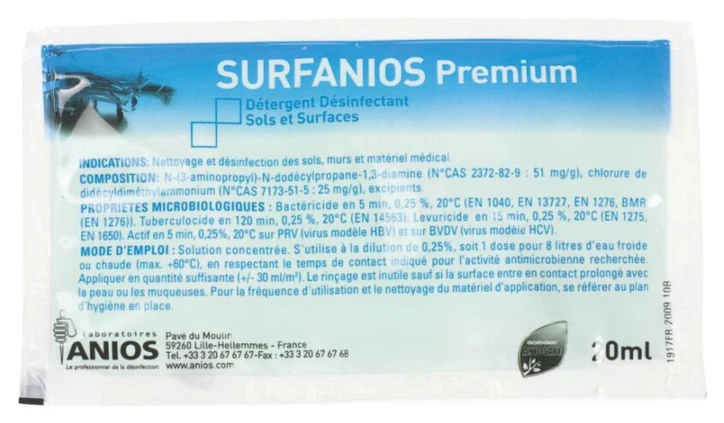 SURFANIOS Premium
Détergent Désinfectant
Sols et Surfaces
INDICATIONS: Nettoyage et désinfection des sols, murs et matériel médical.
COMPOSITION: N-(3-aminopropyl)-N-dodécylpropane-1,3-diamine (N°CAS 2372-82-9 : 51 mg/g), chlorure de
didécyldiméthylammonium (N°CAS 7173-51-5 : 25 mg/g), excipients.
PROPRIETES MICROBIOLOGIQUES : Bactéricide en 5 min, 0,25 %, 20°C (EN 1040, EN 13727, EN 1276, BMR
(EN 1276)). Tuberculocide en 120 min, 0,25 %, 20°C (EN 14563). Levuricide en 15 min, 0,25 %, 20°C (EN 1275,
EN 1650). Actif en 5 min, 0,25%, 20°C sur PRV (virus modèle HBV) et sur BVDV (virus modèle HCV).
MODE D'EMPLOI : Solution concentrée. S'utilise à la dilution de 0,25%, soit 1 dose pour 8 litres d'eau froide
ou chaude (max. +60°C), en respectant le temps de contact indiqué pour l'activité antimicrobienne recherchée.
Appliquer en quantité suffisante (+/- 30 ml/m²). Le rinçage est inutile sauf si la surface entre en contact prolongé avec
la peau ou les muqueuses. Pour la fréquence d'utilisation et le nettoyage du matériel d'application, se référer au plan
d'hygiène en place.
laboratoires
ANIOS
Le professionnel de la désinfection
Pavé du Moulin
59260 Lille-Hellemmes - France
Tel. +33 3 20 67 67 67-Fax : +33 3 20 67 67 68
www.anios.com
20ml
1917FR 2009 10B